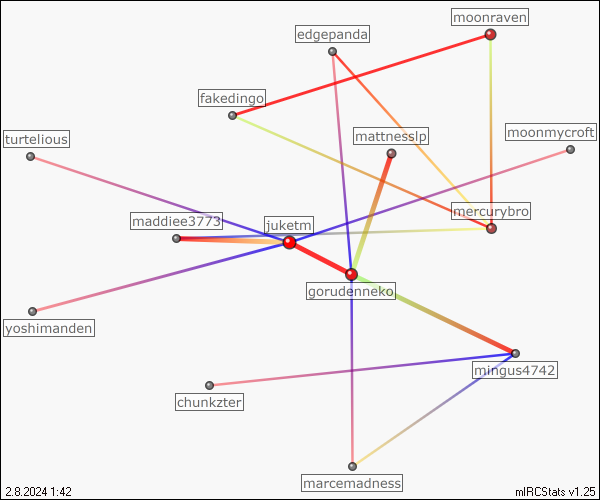 moonraven
edgepanda
fakedingo
mattnesslp
moonmycroft
turtelious
mercurybro
maddiee3773
juketm
gorudenneko
yoshimanden
mingus4742
chunkzter
marcemadness
2.8.2024 1:42
mIRCStats v1.25